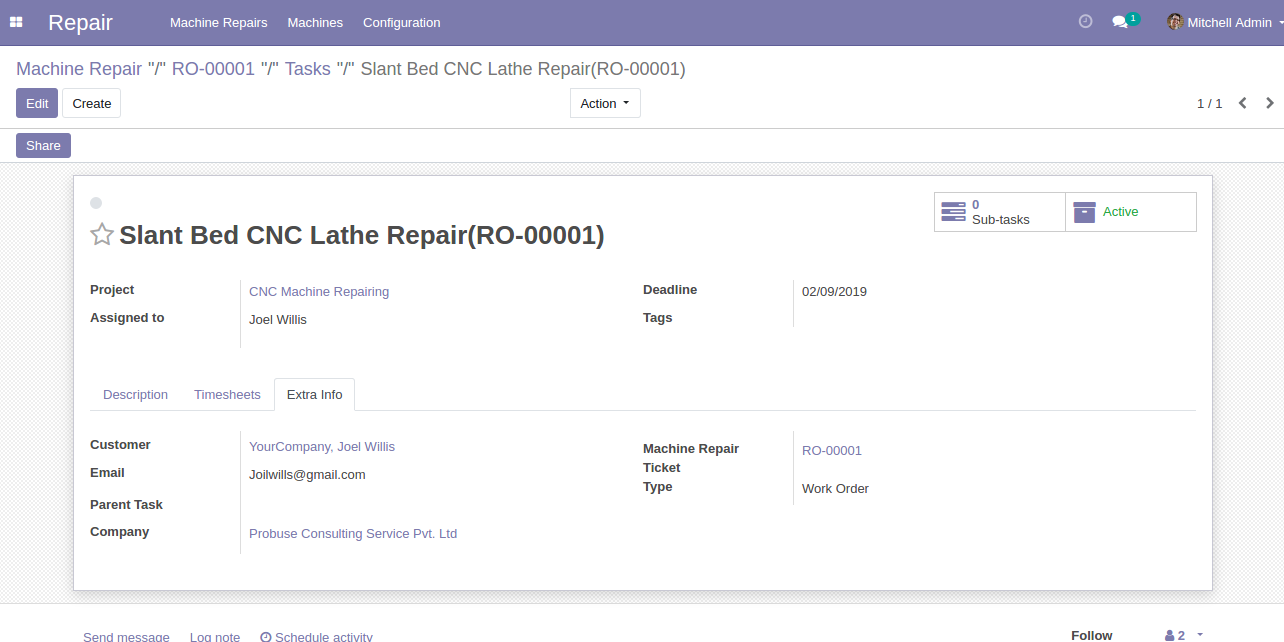 Repair Machine Repairs Machines Configuration 1 Mitchell Admin
Machine Repair "/" RO-00001 "/" Tasks "/" Slant Bed CNC Lathe Repair(RO-00001)
Edit Create Action 1 / 1
Share
0
Sub-tasks
Active
Slant Bed CNC Lathe Repair(RO-00001)
Project CNC Machine Repairing
Assigned to Joel Willis
Deadline 02/09/2019
Tags
Description Timesheets Extra Info
Customer YourCompany, Joel Willis
Email Joilwills@gmail.com
Parent Task
Company Probuse Consulting Service Pvt. Ltd
Machine Repair RO-00001
Ticket
Type Work Order
Send message Log note Schedule activity Follow 2